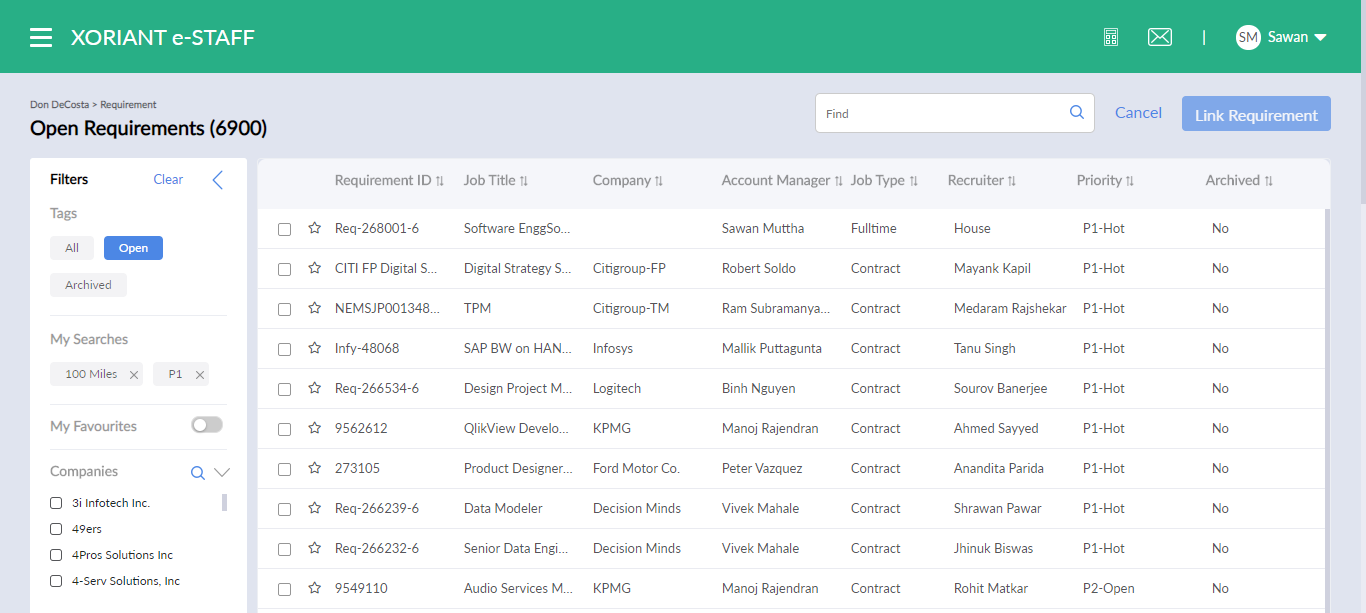 XORIANT e-STAFF
| SM Sawan
Don DeCosta > Requirement
Open Requirements (6900)
Find
Cancel
Link Requirement
Filters Clear
Tags
All Open
Archived
My Searches
100 Miles P1
My Favourites
Companies
3i Infotech Inc.
49ers
4Pros Solutions Inc
4-Serv Solutions, Inc
Requirement ID Job Title Company Account Manager Job Type Recruiter Priority Archived
Req-268001-6 Software EnggSo... Sawan Muttha Fulltime House P1-Hot No
CITI FP Digital S... Digital Strategy S... Citigroup-FP Robert Soldo Contract Mayank Kapil P1-Hot No
NEMSJP001348... TPM Citigroup-TM Ram Subramanya... Contract Medaram Rajshekar P1-Hot No
Infy-48068 SAP BW on HAN... Infosys Mallik Puttagunta Contract Tanu Singh P1-Hot No
Req-266534-6 Design Project M... Logitech Binh Nguyen Contract Sourov Banerjee P1-Hot No
9562612 QlikView Develo... KPMG Manoj Rajendran Contract Ahmed Sayyed P1-Hot No
273105 Product Designer... Ford Motor Co. Peter Vazquez Contract Anandita Parida P1-Hot No
Req-266239-6 Data Modeler Decision Minds Vivek Mahale Contract Shrawan Pawar P1-Hot No
Req-266232-6 Senior Data Engi... Decision Minds Vivek Mahale Contract Jhinuk Biswas P1-Hot No
9549110 Audio Services M... KPMG Manoj Rajendran Contract Rohit Matkar P2-Open No